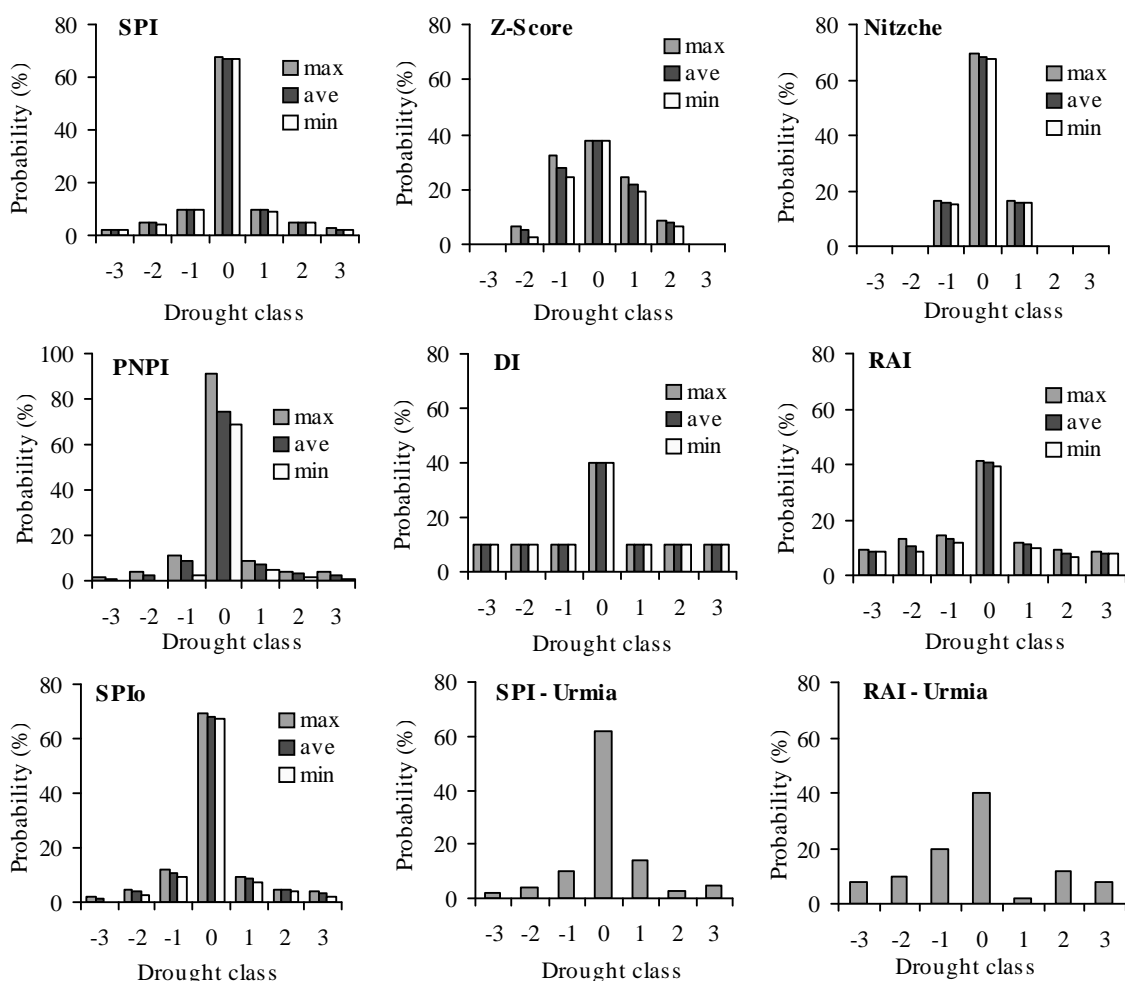 SPI
Probability (%)
80
60
40
20
0
max
ave
min
-3 -2 -1 0 1 2 3
Drought class
Z-Score
Probability(%)
80
60
40
20
0
max
ave
min
-3 -2 -1 0 1 2 3
Drought class
Nitzche
Probability (%)
80
60
40
20
0
max
ave
min
-3 -2 -1 0 1 2 3
Drought class
PNPI
Probability (%)
100
80
60
40
20
0
max
ave
min
-3 -2 -1 0 1 2 3
Drought class
DI
Probability (%)
80
60
40
20
0
max
ave
min
-3 -2 -1 0 1 2 3
Drought class
RAI
Probability (%)
80
60
40
20
0
max
ave
min
-3 -2 -1 0 1 2 3
Drought class
SPIo
Probability (%)
80
60
40
20
0
max
ave
min
-3 -2 -1 0 1 2 3
Drought class
SPI - Urmia
Probability (%)
80
60
40
20
0
-3 -2 -1 0 1 2 3
Drought class
RAI - Urmia
Probability (%)
80
60
40
20
0
-3 -2 -1 0 1 2 3
Drought class